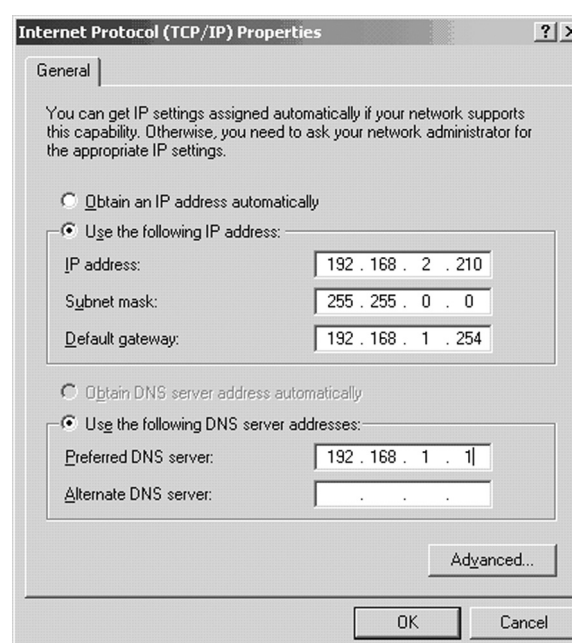 Internet Protocol (TCP/IP) Properties
? X
General
You can get IP settings assigned automatically if your network supports
this capability. Otherwise, you need to ask your network administrator for
the appropriate IP settings.
Obtain an IP address automatically
Use the following IP address:
IP address: 192 . 168 . 2 . 210
Subnet mask: 255 . 255 . 0 . 0
Default gateway: 192 . 168 . 1 . 254
Obtain DNS server address automatically
Use the following DNS server addresses:
Preferred DNS server: 192 . 168 . 1 . 1
Alternate DNS server: . . .
Advanced...
OK Cancel